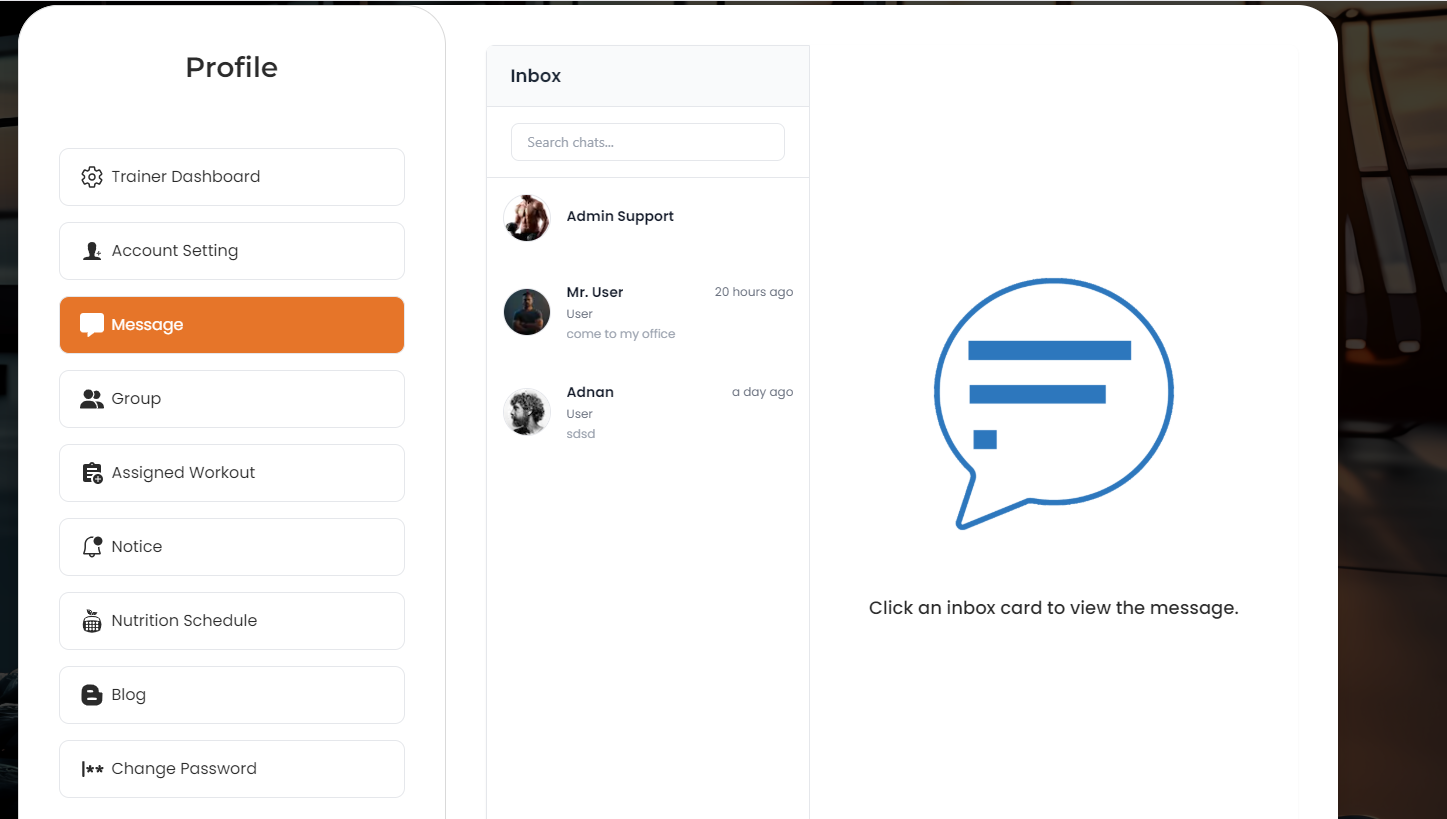 Profile
Trainer Dashboard
Account Setting
Message
Group
Assigned Workout
Notice
Nutrition Schedule
Blog
|** Change Password
Inbox
Search chats...
Admin Support
Mr. User 20 hours ago
User
come to my office
Adnan a day ago
User
sdsd
Click an inbox card to view the message.